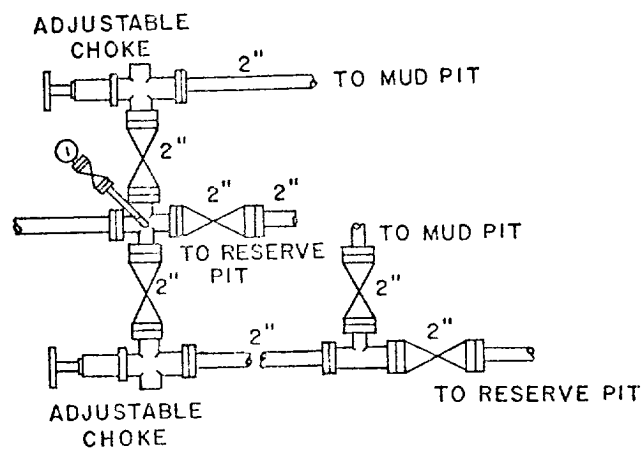 ADJUSTABLE
CHOKE
2"
TO MUD PIT
2"
1
2"
2"
TO RESERVE
PIT
TO MUD PIT
2"
2"
2"
2"
TO RESERVE PIT
ADJUSTABLE
CHOKE